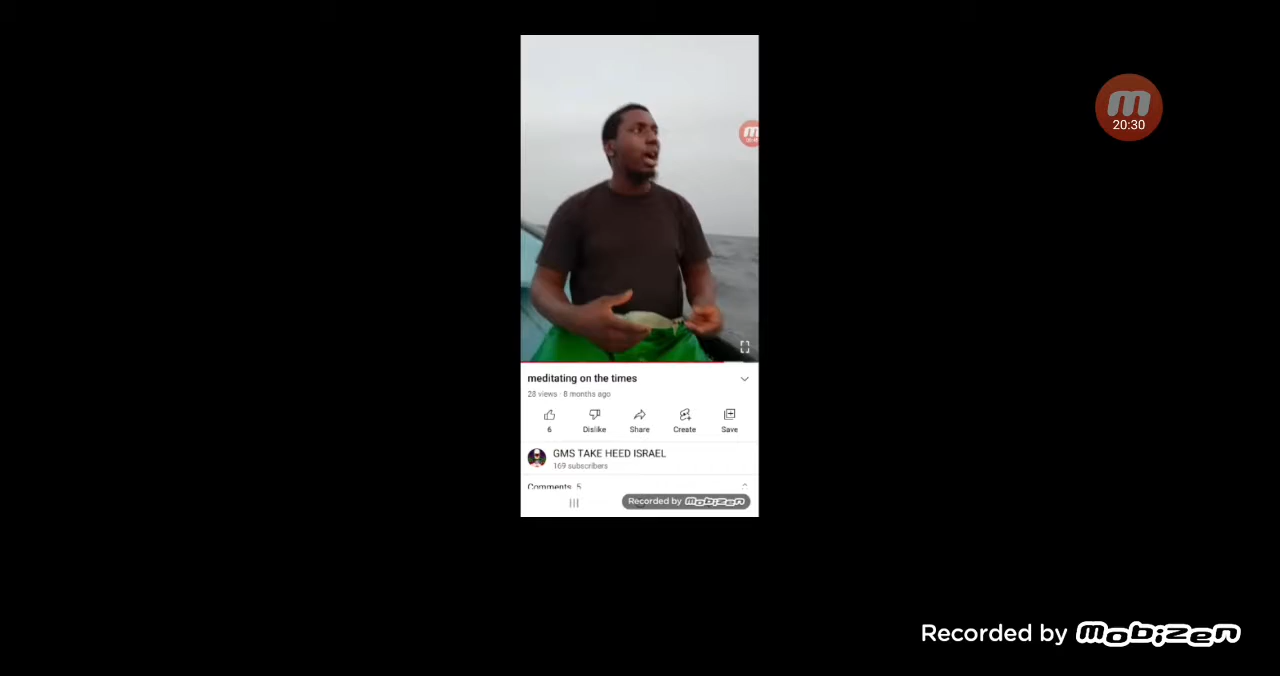 20:30
meditating on the times
28 views · 8 months ago
6 Dislike Share Create Save
GMS TAKE HEED ISRAEL
169 subscribers
Comments 5
Recorded by mobizen
Recorded by mobizen